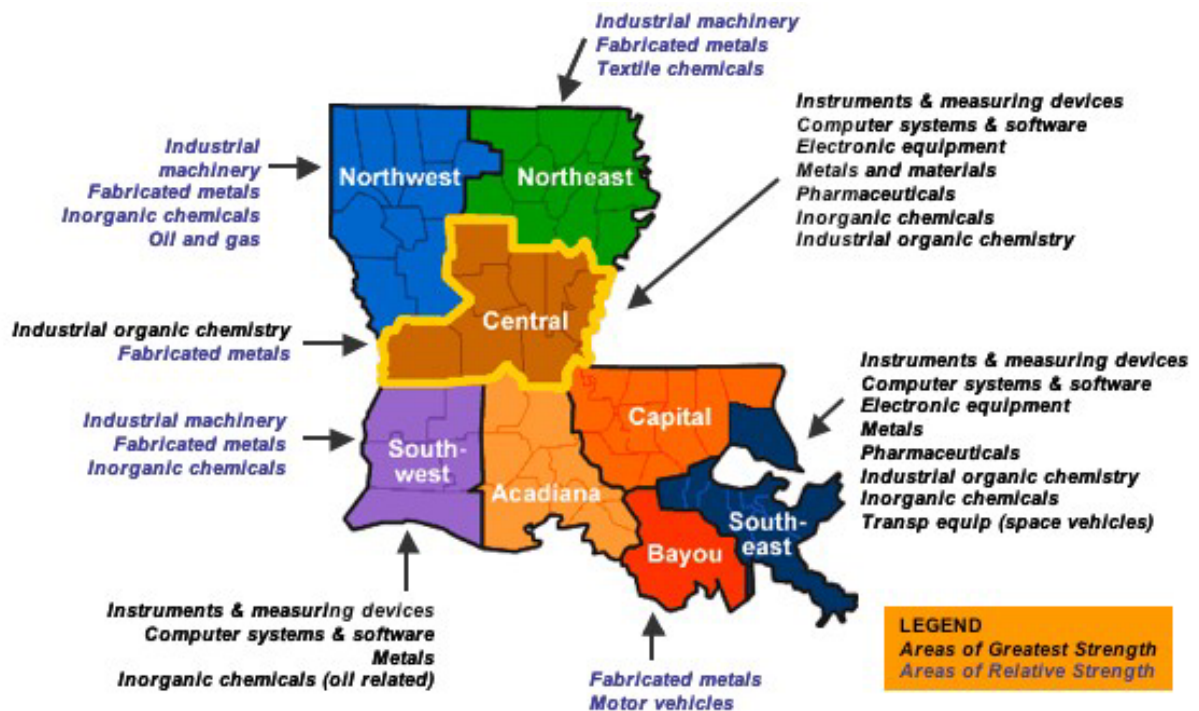 Industrial machinery
Fabricated metals
Textile chemicals
Instruments & measuring devices
Computer systems & software
Electronic equipment
Metals and materials
Pharmaceuticals
Inorganic chemicals
Industrial organic chemistry
Industrial
machinery
Fabricated metals
Inorganic chemicals
Oil and gas
Northwest
Northeast
Central
Industrial organic chemistry
Fabricated metals
Industrial machinery
Fabricated metals
Inorganic chemicals
South-
west
Acadiana
Capital
Bayou
South-
east
Instruments & measuring devices
Computer systems & software
Electronic equipment
Metals
Pharmaceuticals
Industrial organic chemistry
Inorganic chemicals
Transp equip (space vehicles)
Instruments & measuring devices
Computer systems & software
Metals
Inorganic chemicals (oil related)
Fabricated metals
Motor vehicles
LEGEND
Areas of Greatest Strength
Areas of Relative Strength